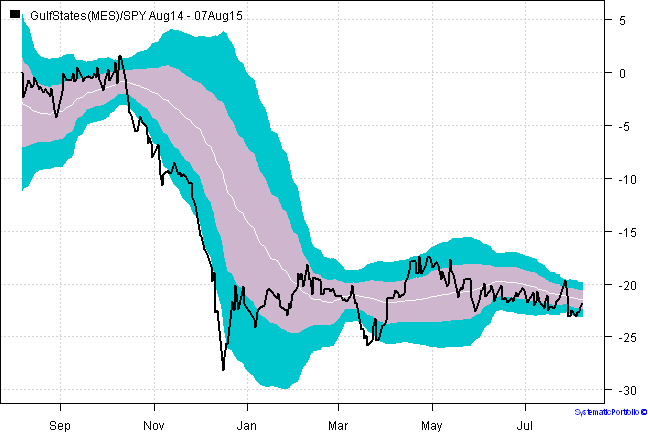 GulfStates(MES)/SPY Aug14 - 07Aug15
5
0
-5
-10
-15
-20
-25
-30
Sep Nov Jan Mar May Jul
SystematicPortfolio ©